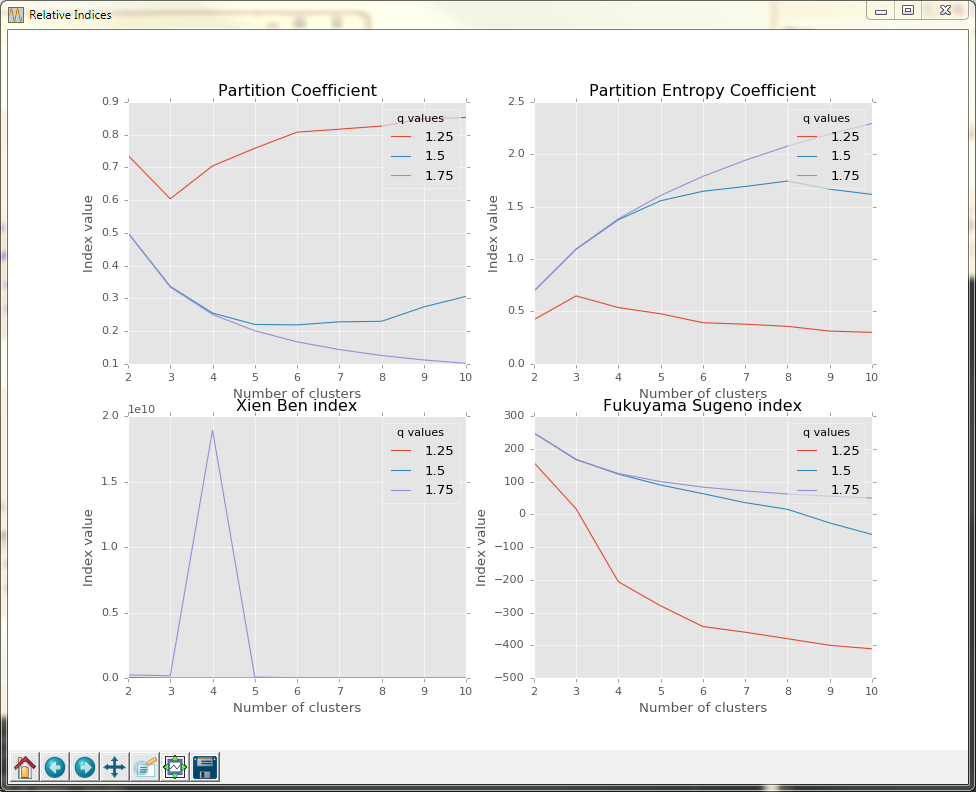 Relative Indices
Partition Coefficient
0.9
0.8
0.7
0.6
0.5
0.4
0.3
0.2
0.1
Index value
q values
1.25
1.5
1.75
2 3 4 5 6 7 8 9 10
Number of clusters
Partition Entropy Coefficient
2.5
2.0
1.5
1.0
0.5
0.0
Index value
q values
1.25
1.5
1.75
2 3 4 5 6 7 8 9 10
Number of clusters
Xien Ben index
1e10
2.0
1.5
1.0
0.5
0.0
Index value
q values
1.25
1.5
1.75
2 3 4 5 6 7 8 9 10
Number of clusters
Fukuyama Sugeno index
300
200
100
0
−100
−200
−300
−400
−500
Index value
q values
1.25
1.5
1.75
2 3 4 5 6 7 8 9 10
Number of clusters